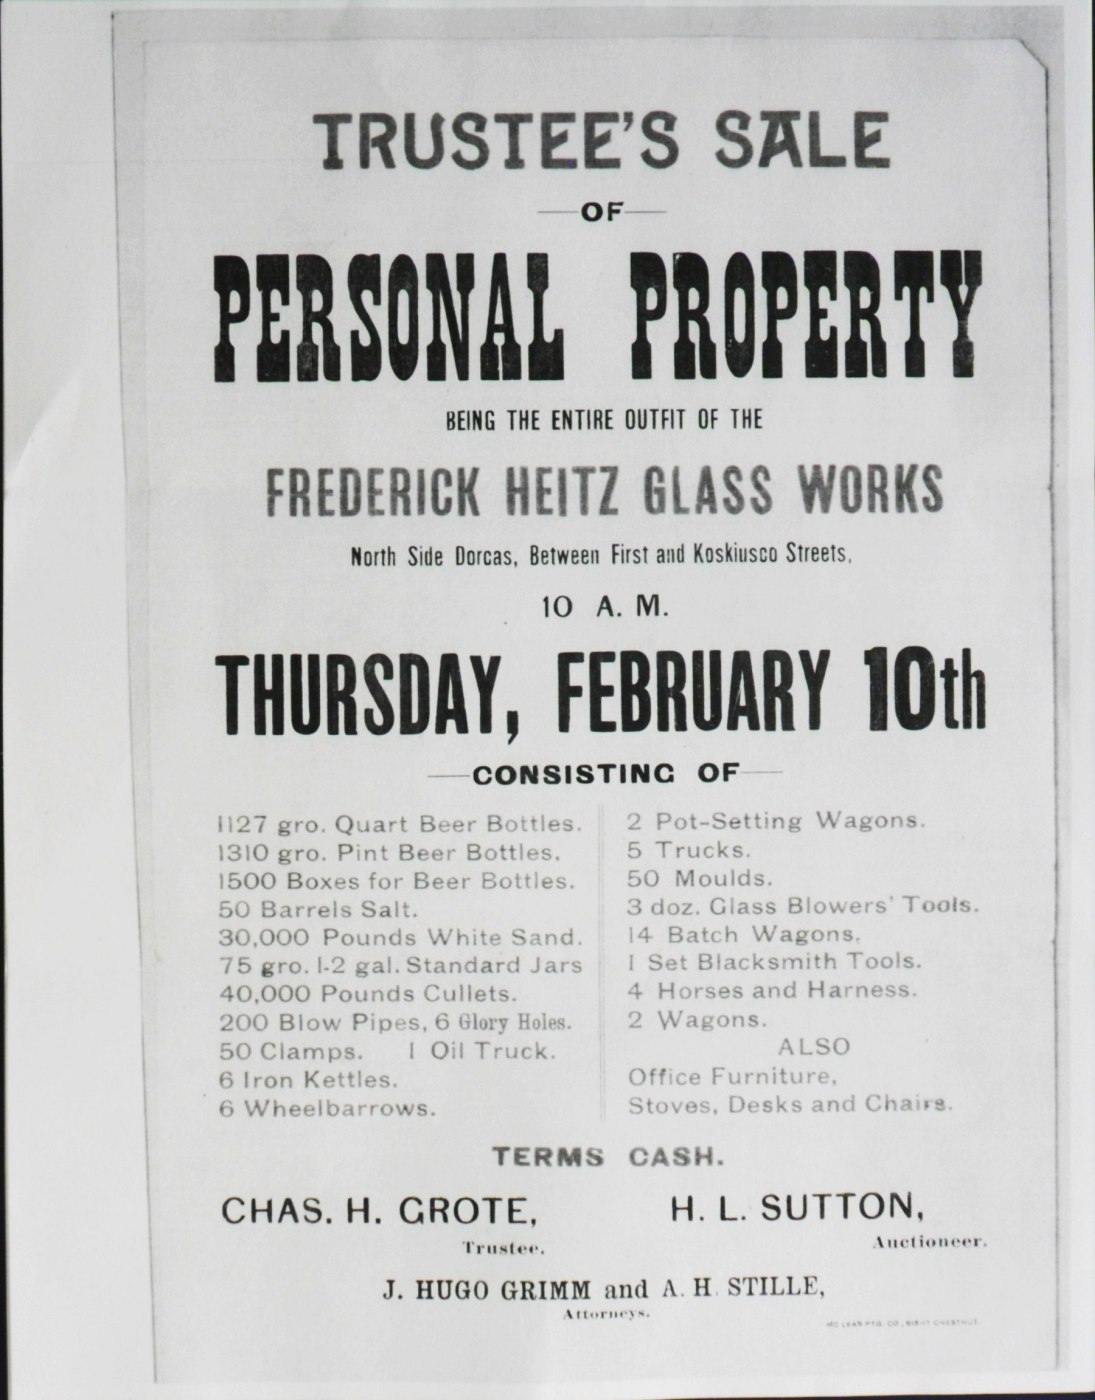 TRUSTEE'S SALE
OF
PERSONAL PROPERTY
BEING THE ENTIRE OUTFIT OF THE
FREDERICK HEITZ GLASS WORKS
North Side Dorcas, Between First and Koskiusco Streets,
10 A. M.
THURSDAY, FEBRUARY 10th
CONSISTING OF
1127 gro. Quart Beer Bottles.
1310 gro. Pint Beer Bottles.
1500 Boxes for Beer Bottles.
50 Barrels Salt.
30,000 Pounds White Sand.
75 gro. 1-2 gal. Standard Jars
40,000 Pounds Cullets.
200 Blow Pipes, 6 Glory Holes.
50 Clamps. 1 Oil Truck.
6 Iron Kettles.
6 Wheelbarrows.
2 Pot-Setting Wagons.
5 Trucks.
50 Moulds.
3 doz. Glass Blowers' Tools.
14 Batch Wagons.
1 Set Blacksmith Tools.
4 Horses and Harness.
2 Wagons.
ALSO
Office Furniture,
Stoves, Desks and Chairs.
TERMS CASH.
CHAS. H. GROTE,
Trustee.
H. L. SUTTON,
Auctioneer.
J. HUGO GRIMM and A. H. STILLE,
Attorneys.
MC LEAN PTG. CO., CHESTNUT.